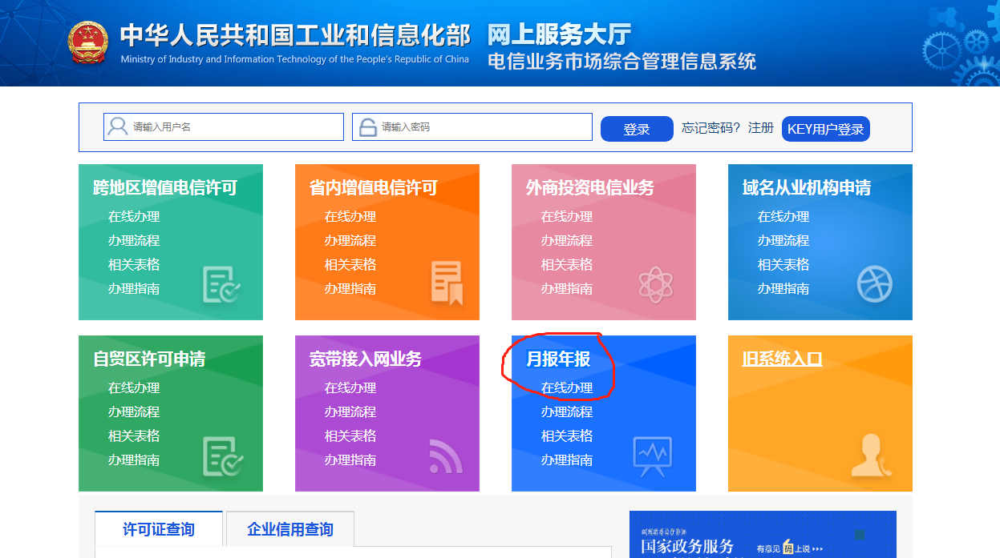 中华人民共和国工业和信息化部
Ministry of Industry and Information Technology of the People's Republic of China
网上服务大厅
电信业务市场综合管理信息系统
请输入用户名
请输入密码
登录
忘记密码?
注册
KEY用户登录
跨地区增值电信许可
在线办理
办理流程
相关表格
办理指南
省内增值电信许可
在线办理
办理流程
相关表格
办理指南
外商投资电信业务
在线办理
办理流程
相关表格
办理指南
域名从业机构申请
在线办理
办理流程
相关表格
办理指南
自贸区许可申请
在线办理
办理流程
相关表格
办理指南
宽带接入网业务
在线办理
办理流程
相关表格
办理指南
月报年报
在线办理
办理流程
相关表格
办理指南
旧系统入口
许可证查询
企业信用查询
国家政务服务
有意见码上说